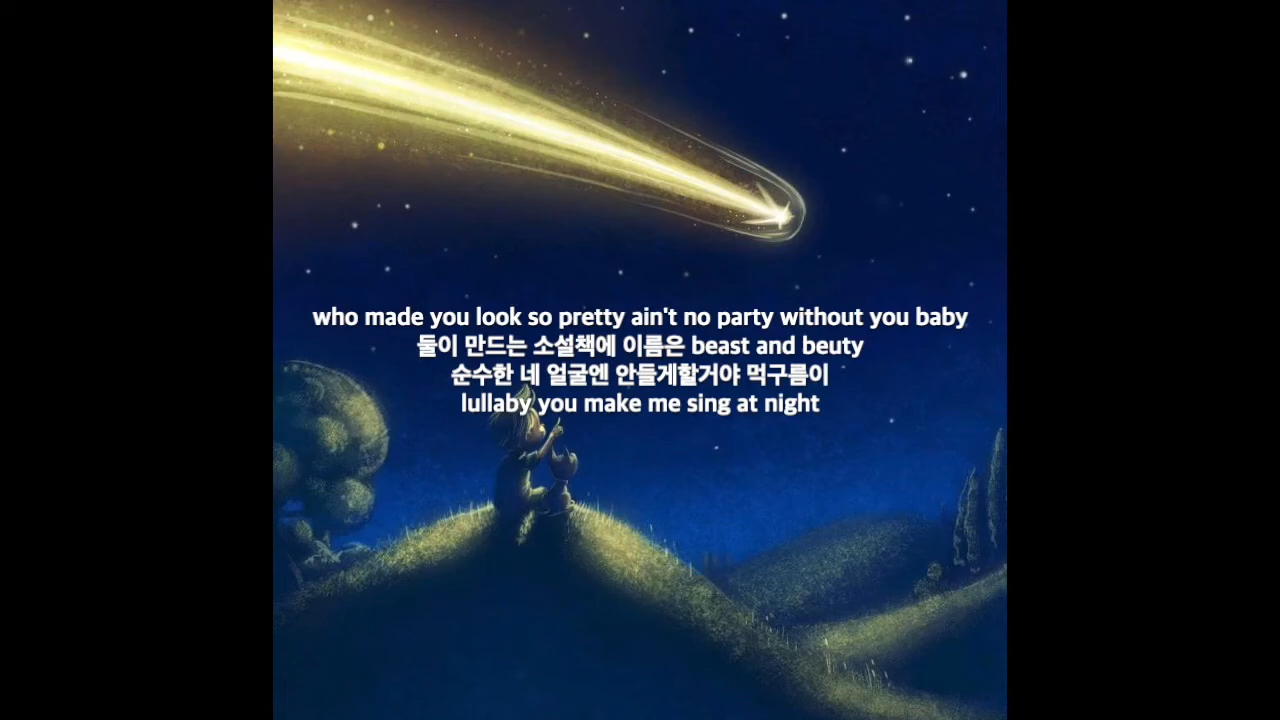 who made you look so pretty ain't no party without you baby
둘이 만드는 소설책에 이름은 beast and beuty
순수한 네 얼굴엔 안들게할거야 먹구름이
lullaby you make me sing at night